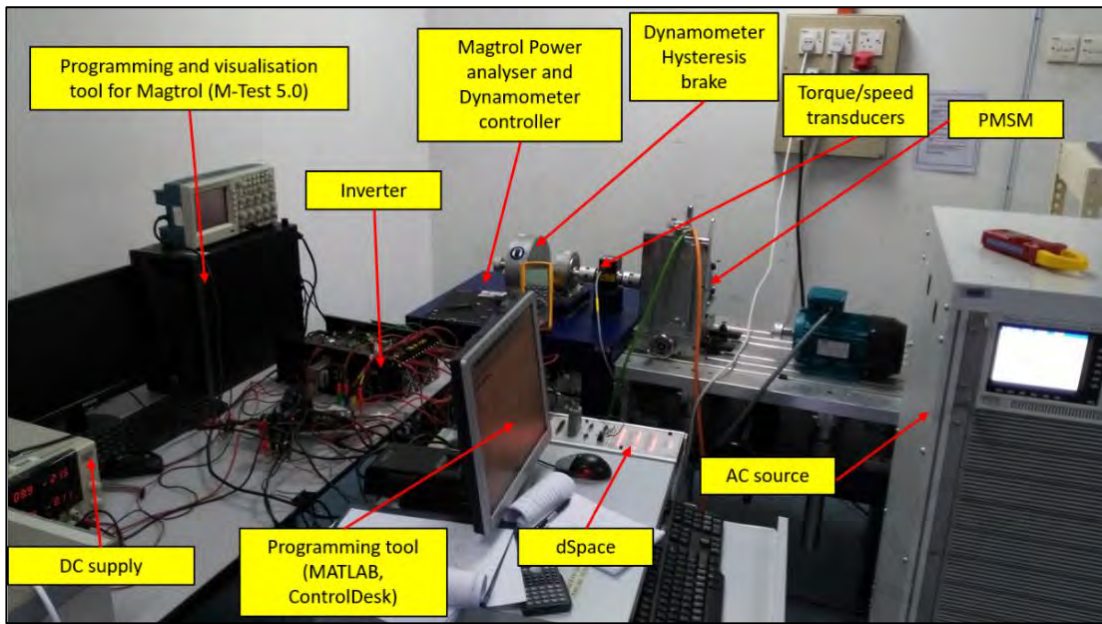 Programming and visualisation
tool for Magtrol (M-Test 5.0)
Magtrol Power
analyser and
Dynamometer
controller
Dynamometer
Hysteresis
brake
Torque/speed
transducers
PMSM
Inverter
AC source
DC supply
Programming tool
(MATLAB,
ControlDesk)
dSpace